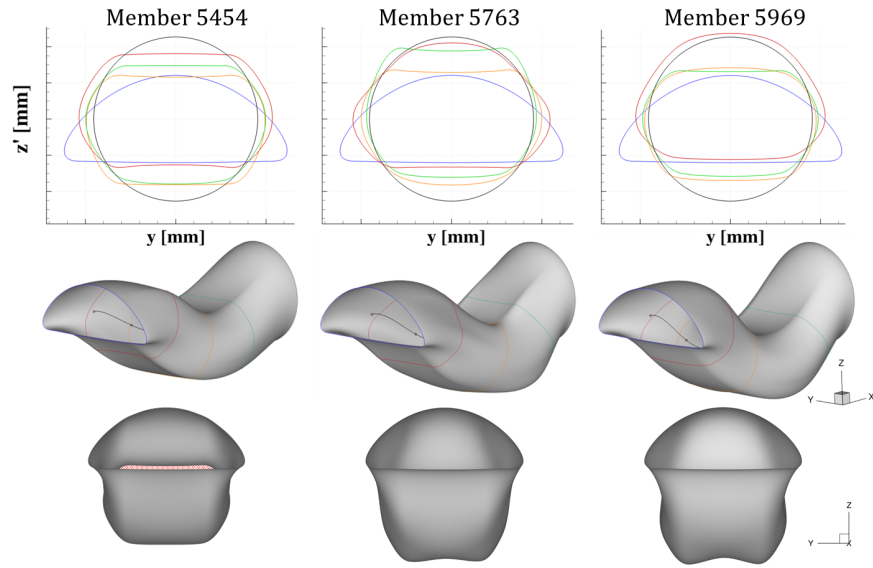 Member 5454
Member 5763
Member 5969
z' [mm]
y [mm]
y [mm]
y [mm]
Z
Y
X
Z
Y
X